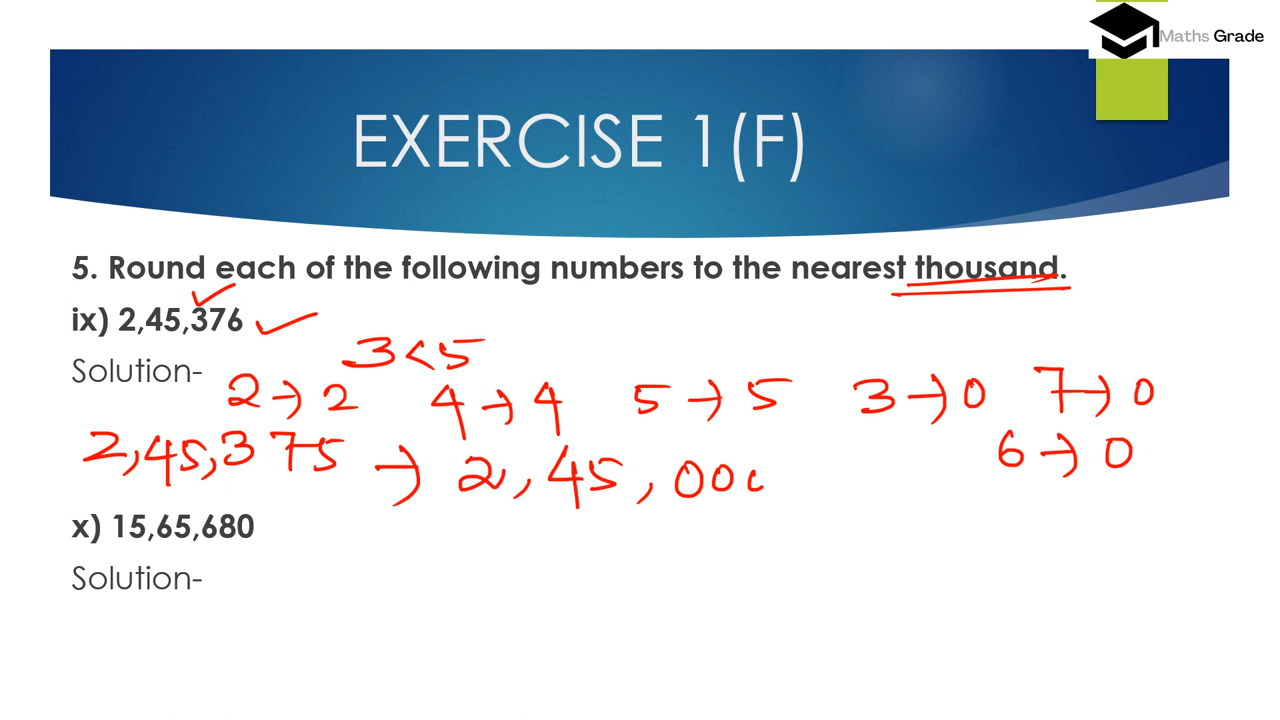 Maths Grade
EXERCISE 1(F)
5. Round each of the following numbers to the nearest thousand.
ix) 2,45,376
3<5
Solution-
2→2 4→4 5→5 3→0 7→0
2,45,375 → 2,45,000 6→0
x) 15,65,680
Solution-